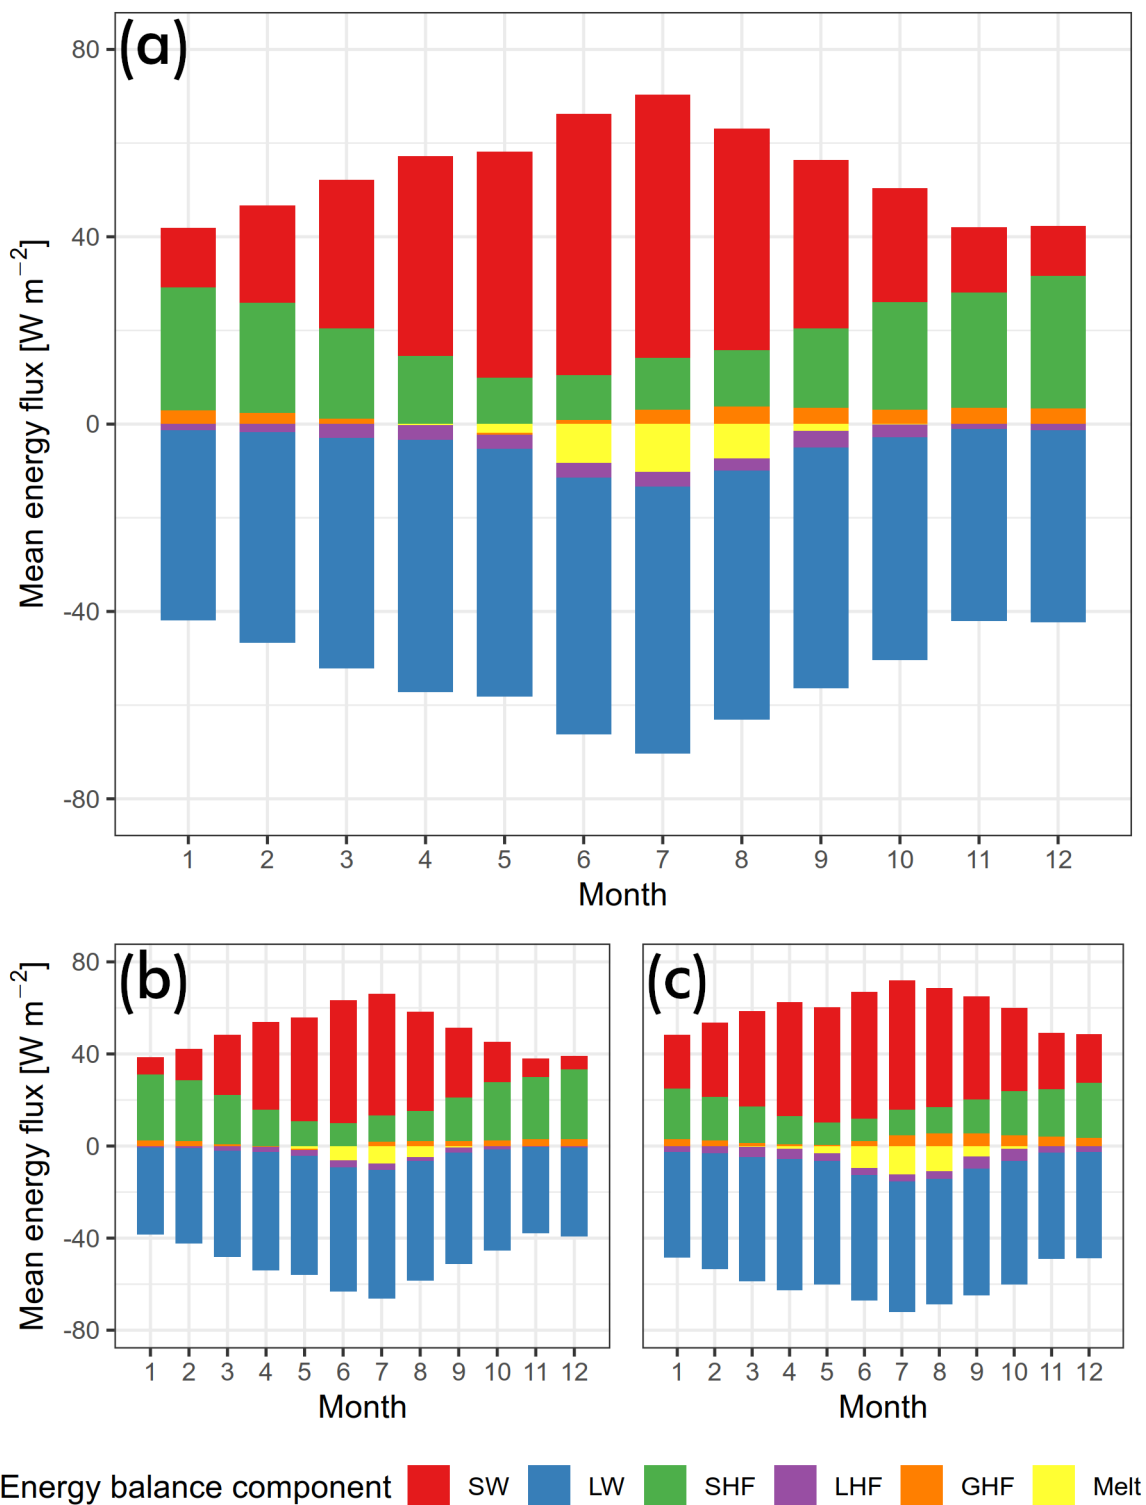 (a)
80
40
0
-40
-80
Mean energy flux [W m⁻²]
1 2 3 4 5 6 7 8 9 10 11 12
Month
(b)
80
40
0
-40
-80
Mean energy flux [W m⁻²]
1 2 3 4 5 6 7 8 9 10 11 12
Month
(c)
1 2 3 4 5 6 7 8 9 10 11 12
Month
Energy balance component SW LW SHF LHF GHF Melt